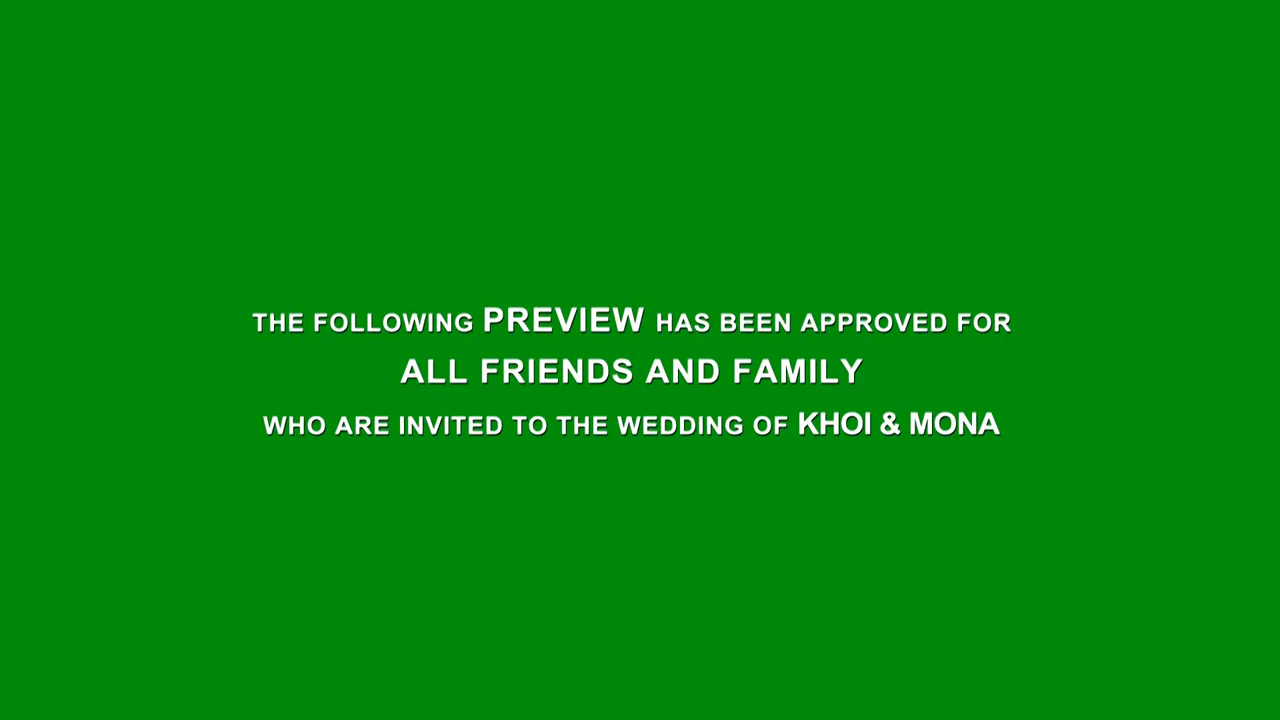 THE FOLLOWING PREVIEW HAS BEEN APPROVED FOR
ALL FRIENDS AND FAMILY
WHO ARE INVITED TO THE WEDDING OF KHOI & MONA